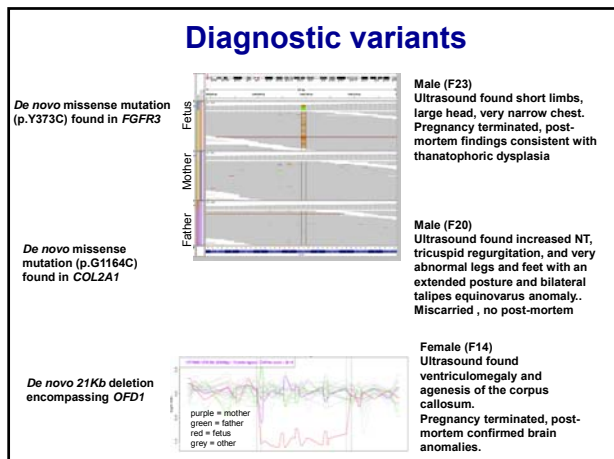 Diagnostic variants
De novo missense mutation
(p.Y373C) found in FGFR3
Fetus
Mother
Father
Male (F23)
Ultrasound found short limbs,
large head, very narrow chest.
Pregnancy terminated, post-
mortem findings consistent with
thanatophoric dysplasia
De novo missense
mutation (p.G1164C)
found in COL2A1
Male (F20)
Ultrasound found increased NT,
tricuspid regurgitation, and very
abnormal legs and feet with an
extended posture and bilateral
talipes equinovarus anomaly..
Miscarried , no post-mortem
De novo 21Kb deletion
encompassing OFD1
purple = mother
green = father
red = fetus
grey = other
Female (F14)
Ultrasound found
ventriculomegaly and
agenesis of the corpus
callosum.
Pregnancy terminated, post-
mortem confirmed brain
anomalies.